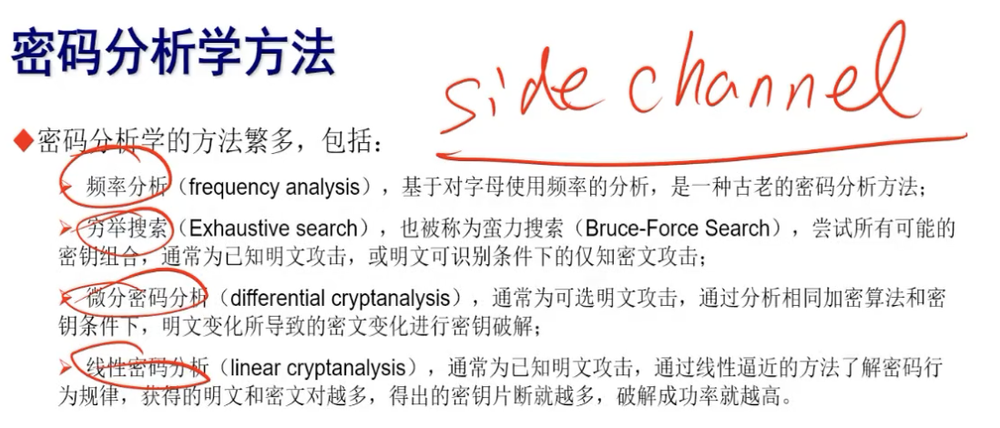 密码分析学方法
side channel
◆密码分析学的方法繁多，包括：
➢ 频率分析（frequency analysis），基于对字母使用频率的分析，是一种古老的密码分析方法；
➢ 穷举搜索（Exhaustive search），也被称为蛮力搜索（Bruce-Force Search），尝试所有可能的
密钥组合，通常为已知明文攻击，或明文可识别条件下的仅知密文攻击；
➢ 微分密码分析（differential cryptanalysis），通常为可选明文攻击，通过分析相同加密算法和密
钥条件下，明文变化所导致的密文变化进行密钥破解；
➢ 线性密码分析（linear cryptanalysis），通常为已知明文攻击，通过线性逼近的方法了解密码行
为规律，获得的明文和密文对越多，得出的密钥片断就越多，破解成功率就越高。